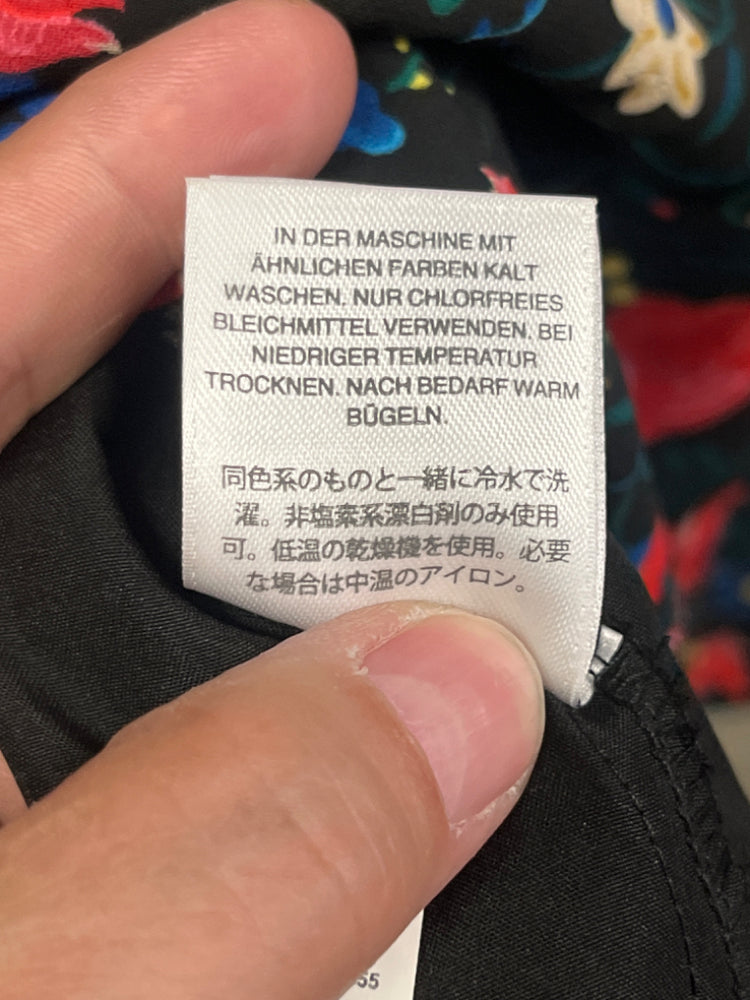 IN DER MASCHINE MIT
ÄHNLICHEN FARBEN KALT
WASCHEN. NUR CHLORFREIES
BLEICHMITTEL VERWENDEN. BEI
NIEDRIGER TEMPERATUR
TROCKNEN. NACH BEDARF WARM
BÜGELN.
同色系のものと一緒に冷水で洗
濯。非塩素系漂白剤のみ使用
可。低温の乾燥機を使用。必要
な場合は中温のアイロン。
55